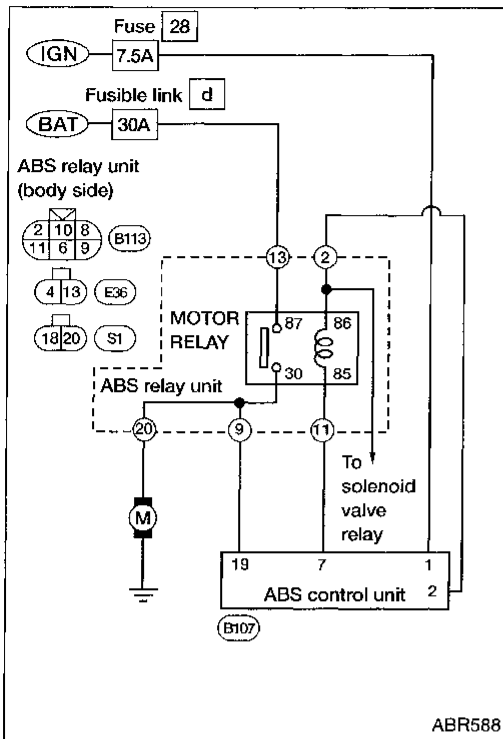 Fuse 28
IGN 7.5A
Fusible link d
BAT 30A
ABS relay unit
(body side)
2 10 8
11 6 9
B113
4 13
E36
18 20
S1
13
2
MOTOR
RELAY
87
86
30
85
ABS relay unit
20
9
11
To
solenoid
valve
relay
M
19
7
1
2
ABS control unit
B107
ABR588